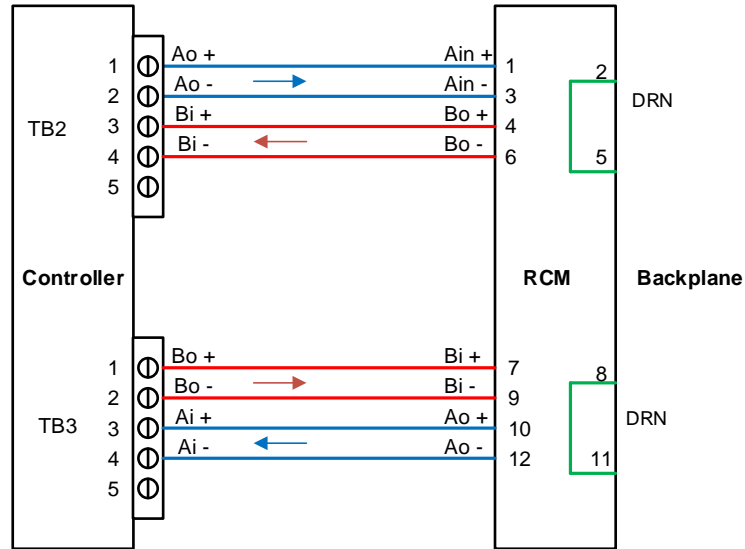 Ao + Ain +
1 1 2
Ao - Ain -
2 3 DRN
Bi + Bo +
TB2 3 4
Bi - Bo -
4 6 5
5
Controller RCM Backplane
Bo + Bi +
1 7 8
Bo - Bi -
2 9
Ai + Ao +
TB3 3 10 DRN
Ai - Ao -
4 12 11
5